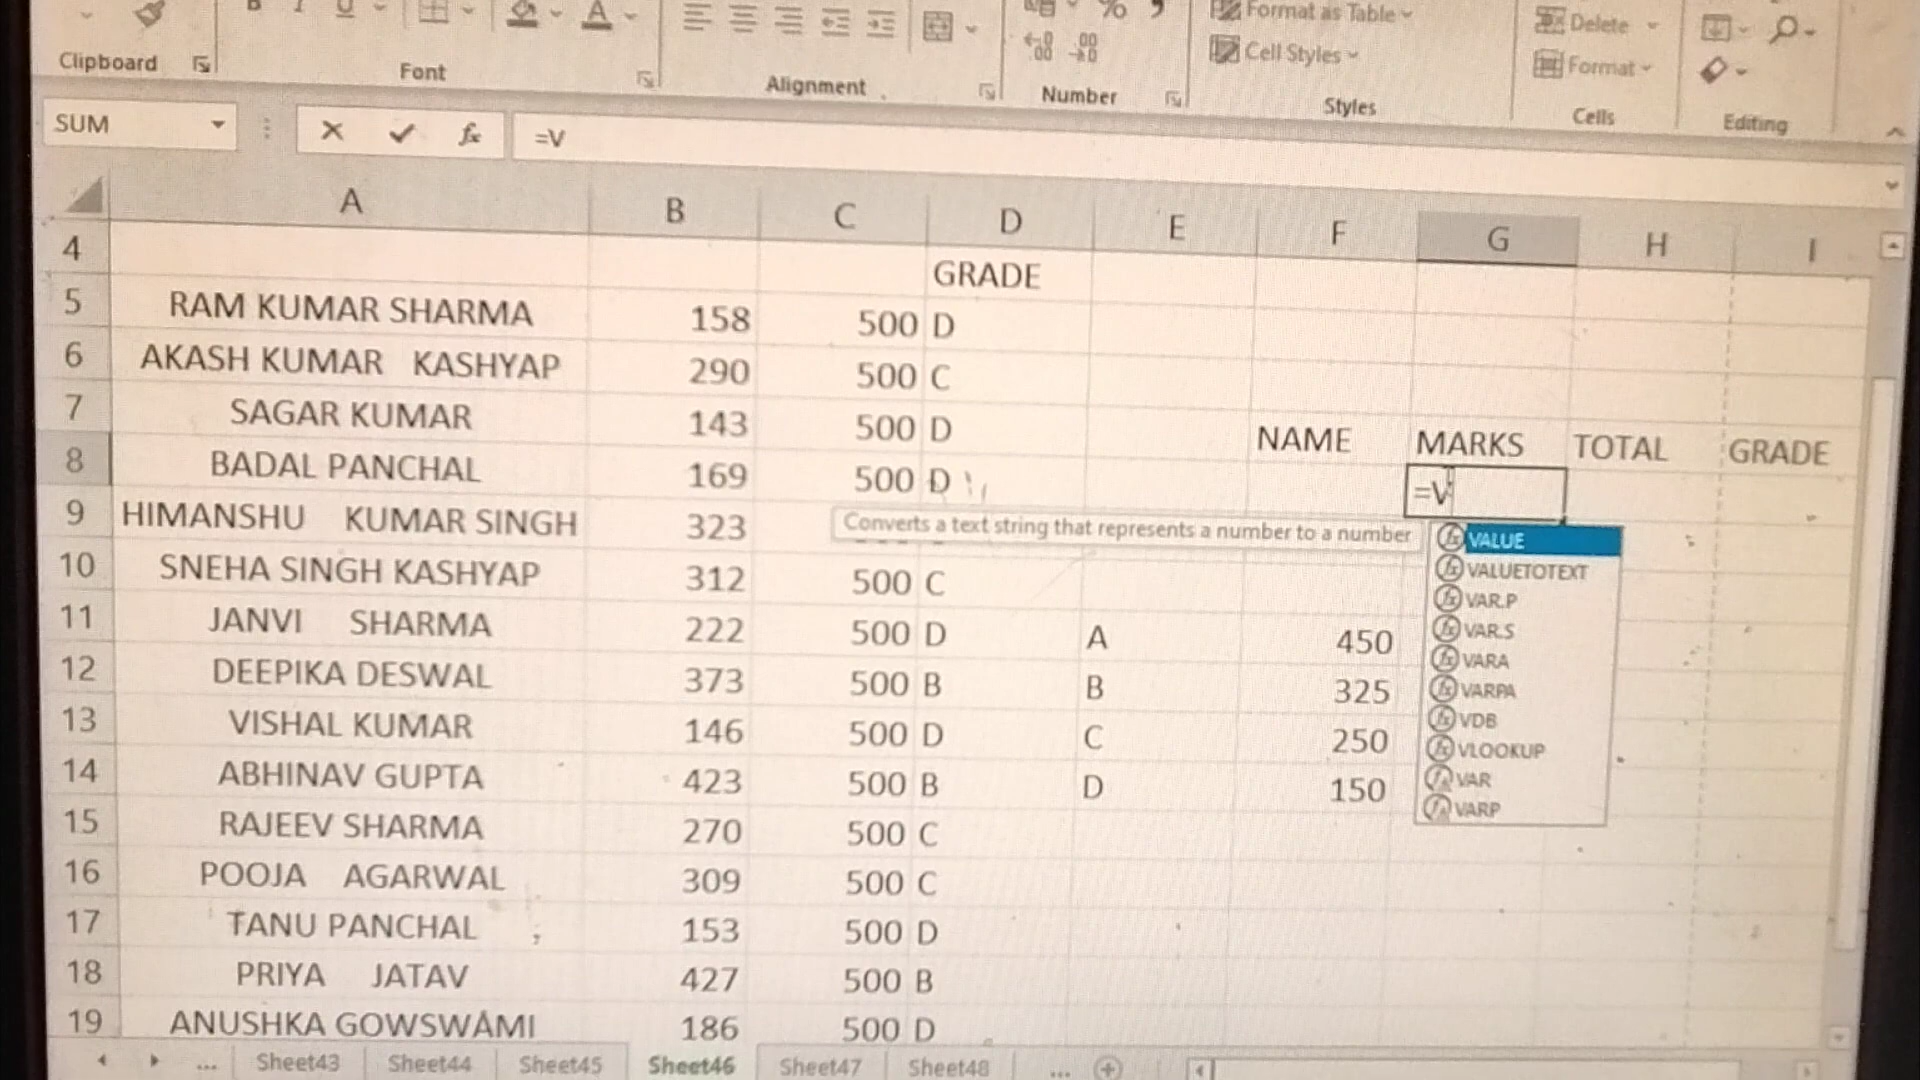 B I U A % 9 Format as Table Delete
Cell Styles Format
Clipboard Font Alignment Number Styles Cells Editing
SUM fx =V
A B C D E F G H I
4 GRADE
5 RAM KUMAR SHARMA 158 500 D
6 AKASH KUMAR KASHYAP 290 500 C
7 SAGAR KUMAR 143 500 D NAME MARKS TOTAL GRADE
8 BADAL PANCHAL 169 500 D =V
9 HIMANSHU KUMAR SINGH 323 Converts a text string that represents a number to a number VALUE
10 SNEHA SINGH KASHYAP 312 500 C VALUETOTEXT
VAR.P
11 JANVI SHARMA 222 500 D A 450 VAR.S
VARA
12 DEEPIKA DESWAL 373 500 B B 325 VARPA
VDB
13 VISHAL KUMAR 146 500 D C 250 VLOOKUP
14 ABHINAV GUPTA 423 500 B D 150 VAR
VARP
15 RAJEEV SHARMA 270 500 C
16 POOJA AGARWAL 309 500 C
17 TANU PANCHAL 153 500 D
18 PRIYA JATAV 427 500 B
19 ANUSHKA GOWSWAMI 186 500 D
... Sheet43 Sheet44 Sheet45 Sheet46 Sheet47 Sheet48 ...